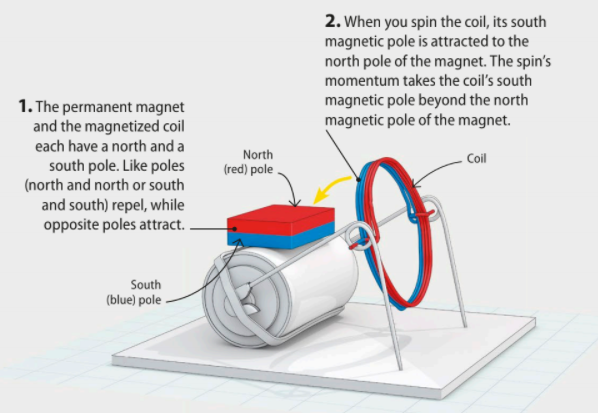 1. The permanent magnet
and the magnetized coil
each have a north and a
south pole. Like poles
(north and north or south
and south) repel, while
opposite poles attract.
2. When you spin the coil, its south
magnetic pole is attracted to the
north pole of the magnet. The spin’s
momentum takes the coil’s south
magnetic pole beyond the north
magnetic pole of the magnet.
North
(red) pole
Coil
South
(blue) pole